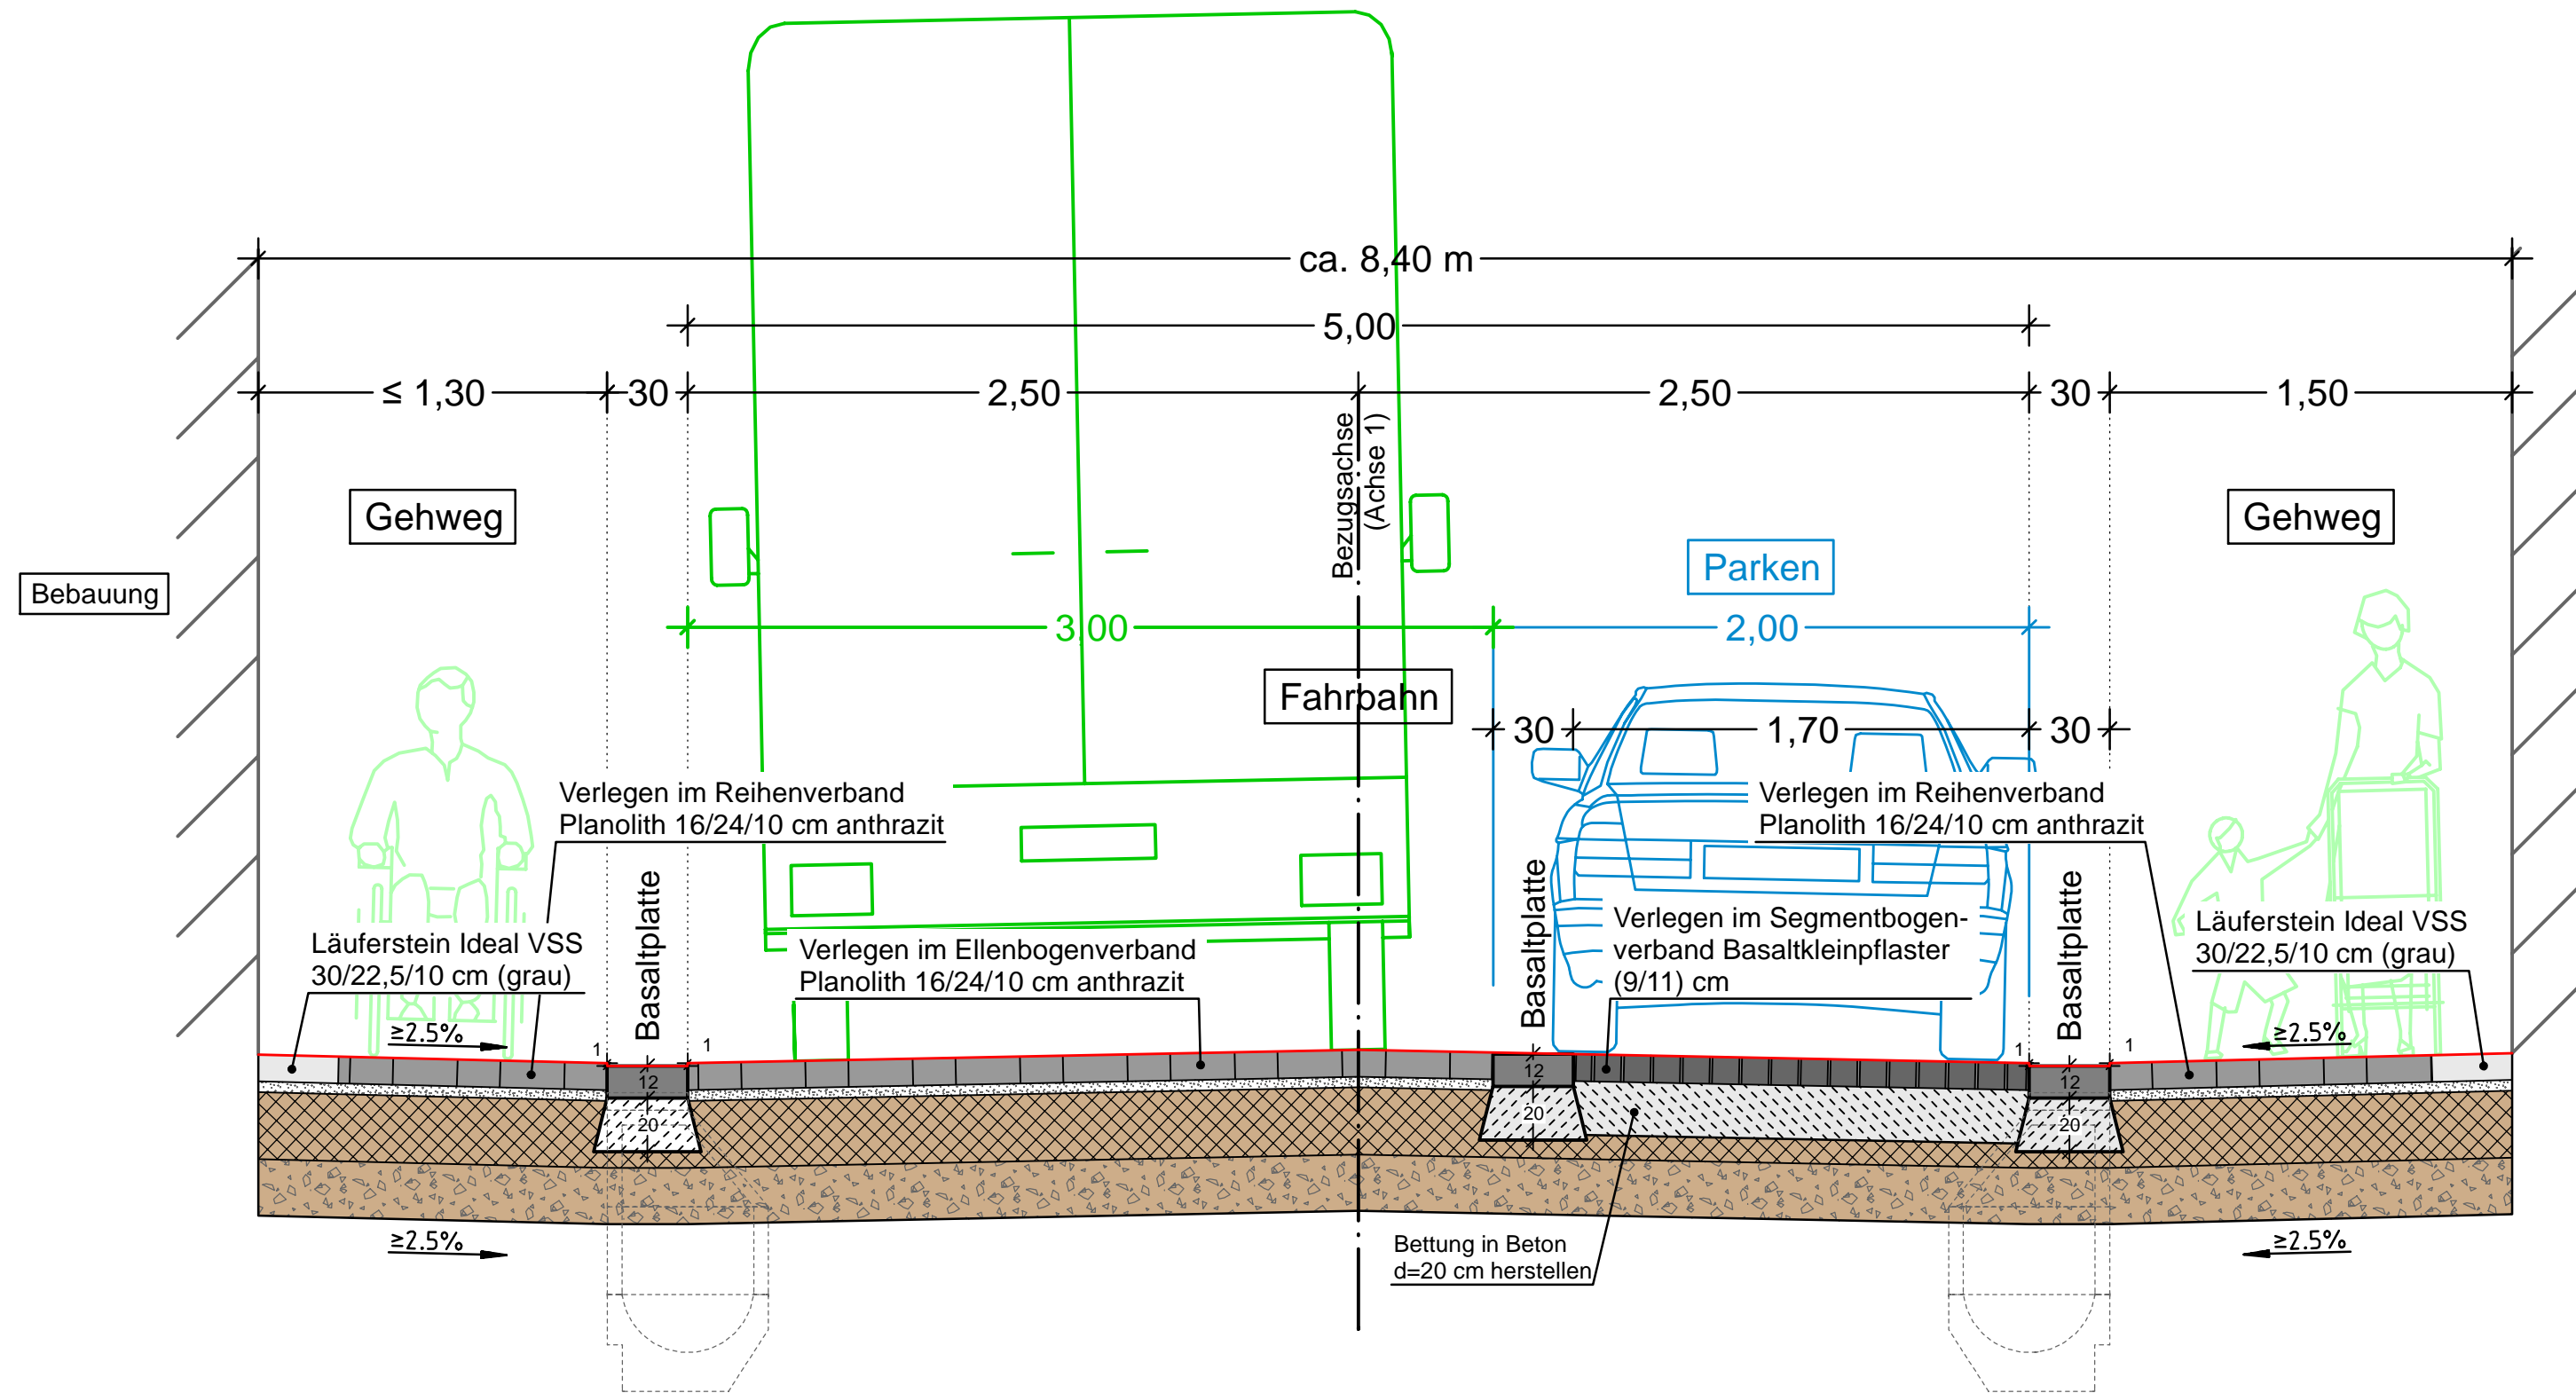 ca. 8,40 m
5,00
≤ 1,30
30
2,50
2,50
30
1,50
Bezugsachse
(Achse 1)
Gehweg
Gehweg
Parken
Bebauung
3,00
2,00
Fahrbahn
30
1,70
30
Verlegen im Reihenverband
Planolith 16/24/10 cm anthrazit
Verlegen im Reihenverband
Planolith 16/24/10 cm anthrazit
Basaltplatte
Basaltplatte
Basaltplatte
Läuferstein Ideal VSS
30/22,5/10 cm (grau)
Verlegen im Ellenbogenverband
Planolith 16/24/10 cm anthrazit
Verlegen im Segmentbogen-
verband Basaltkleinpflaster
(9/11) cm
Läuferstein Ideal VSS
30/22,5/10 cm (grau)
≥2.5%
≥2.5%
1
1
1
1
12
12
12
20
20
20
≥2.5%
≥2.5%
Bettung in Beton
d=20 cm herstellen